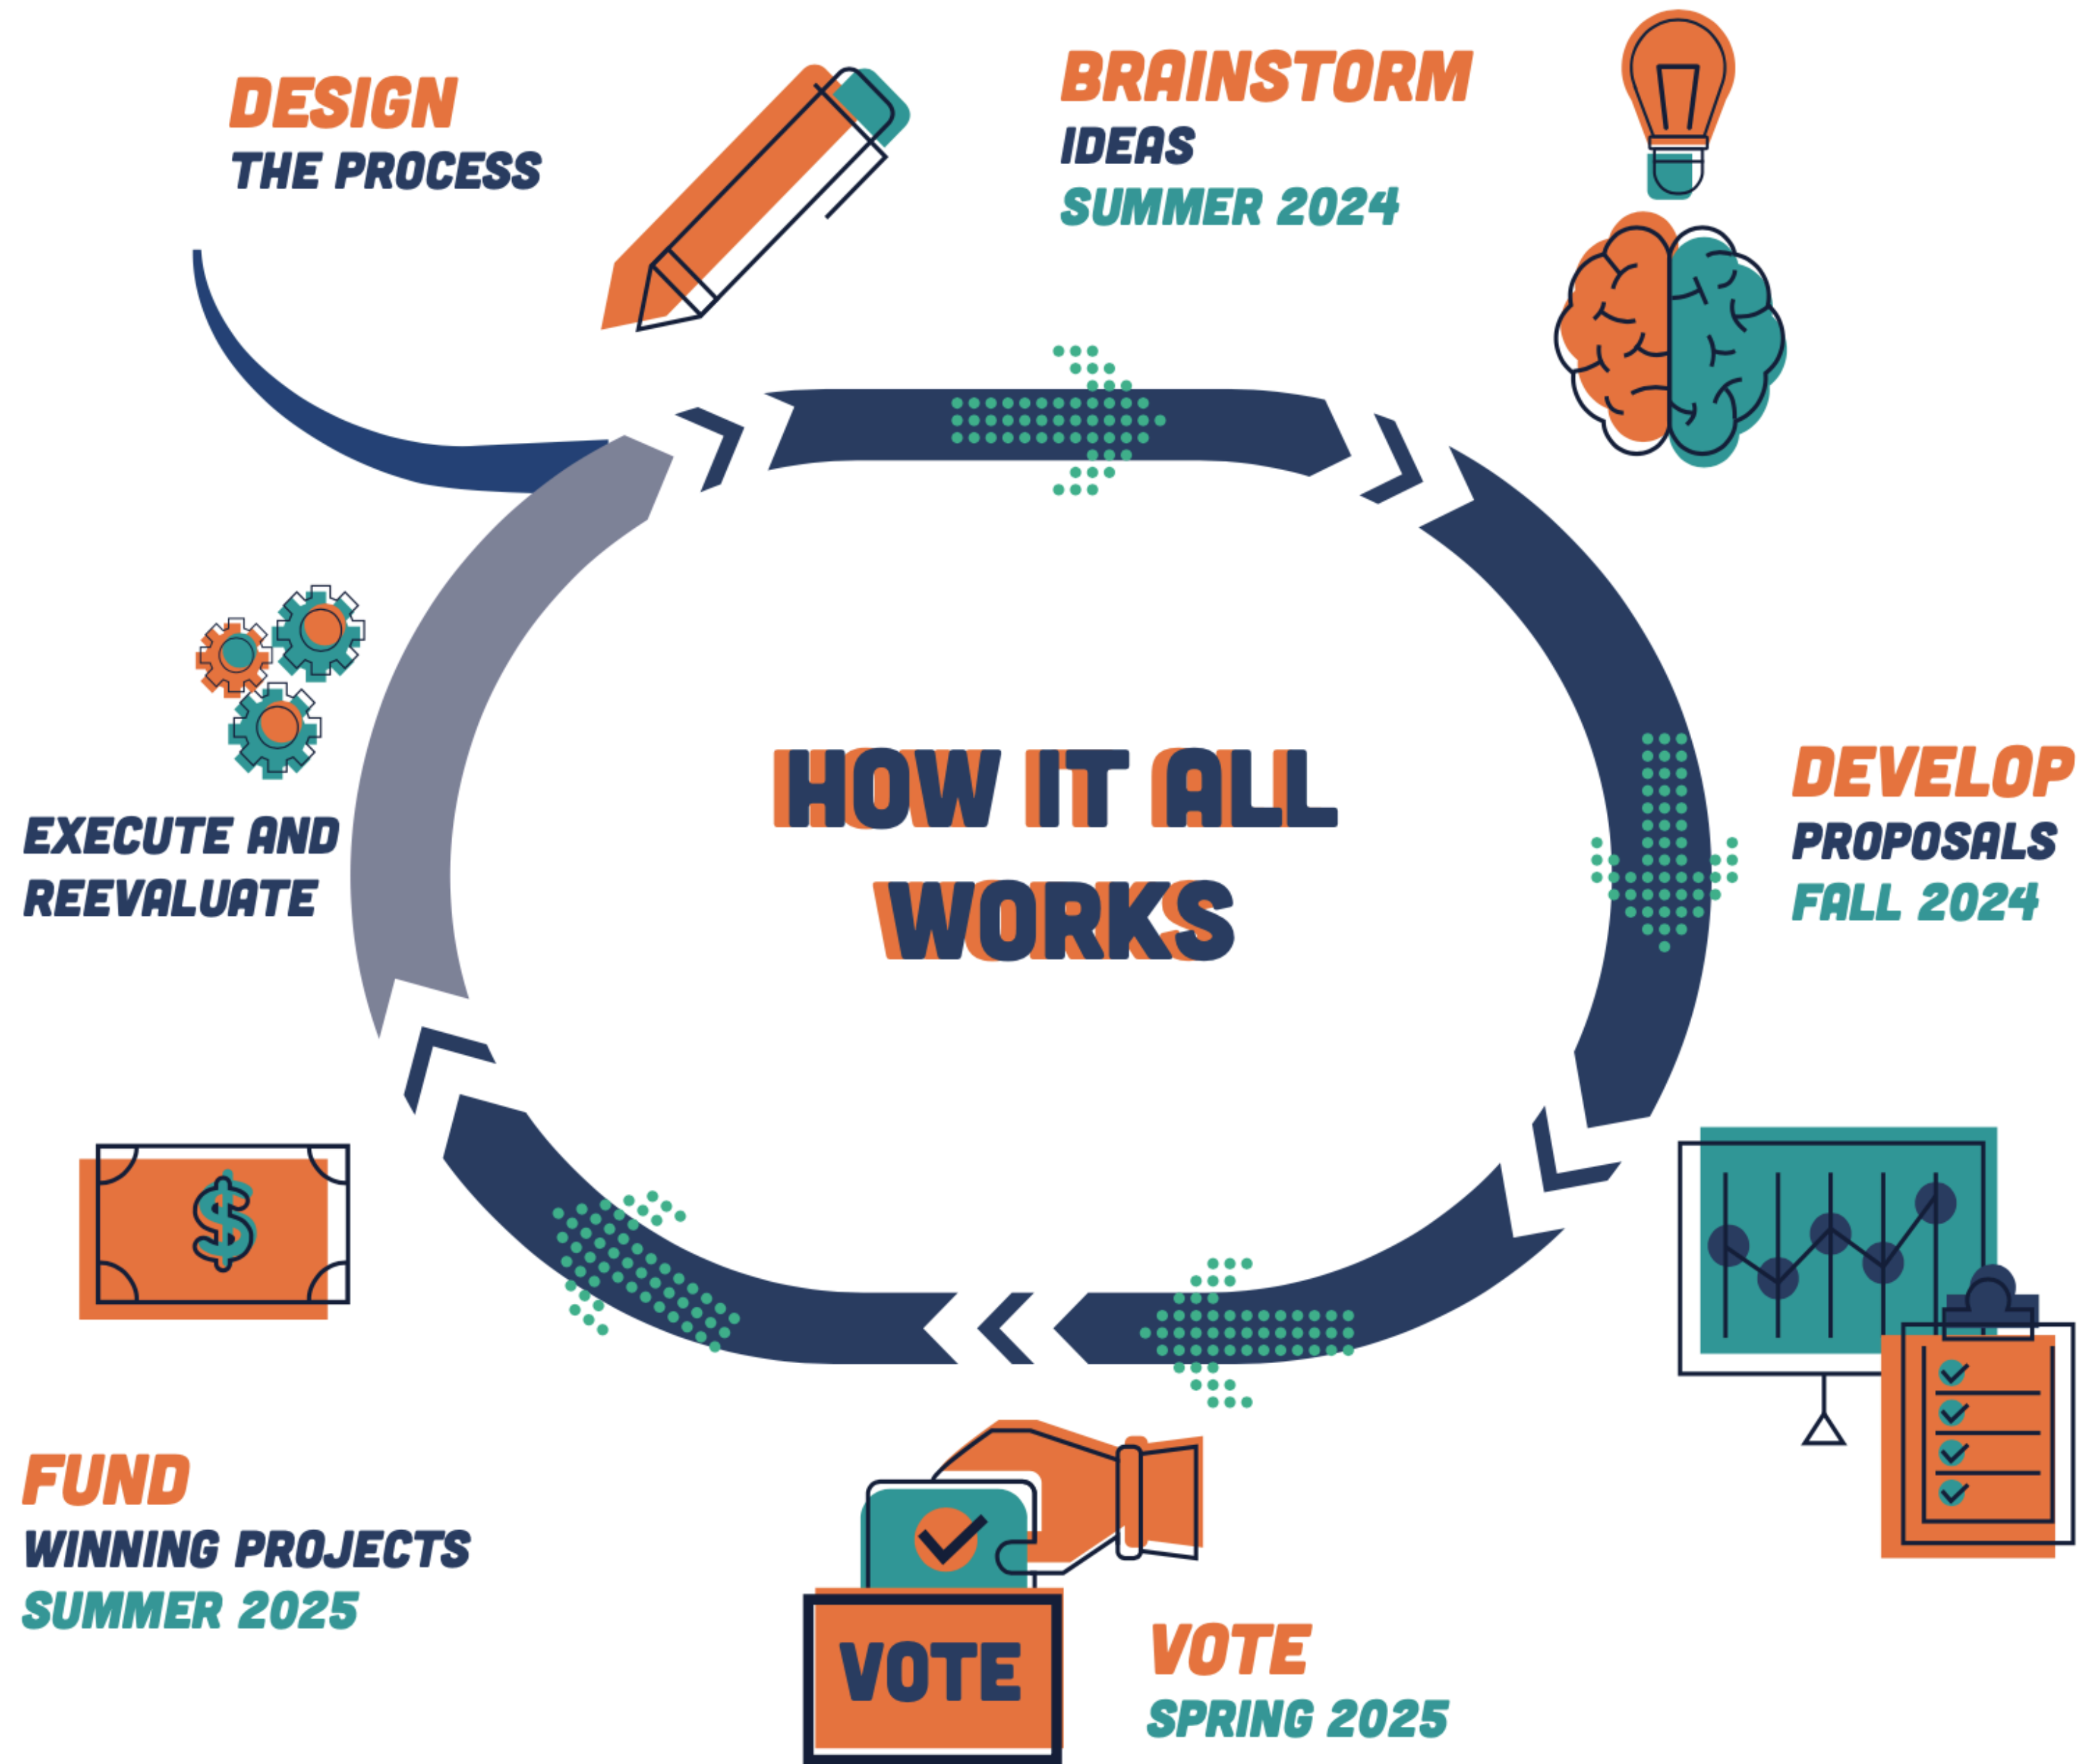 DESIGN
THE PROCESS
BRAINSTORM
IDEAS
SUMMER 2024
HOW IT ALL
WORKS
DEVELOP
PROPOSALS
FALL 2024
EXECUTE AND
REEVALUATE
$
FUND
WINNING PROJECTS
SUMMER 2025
VOTE
VOTE
SPRING 2025